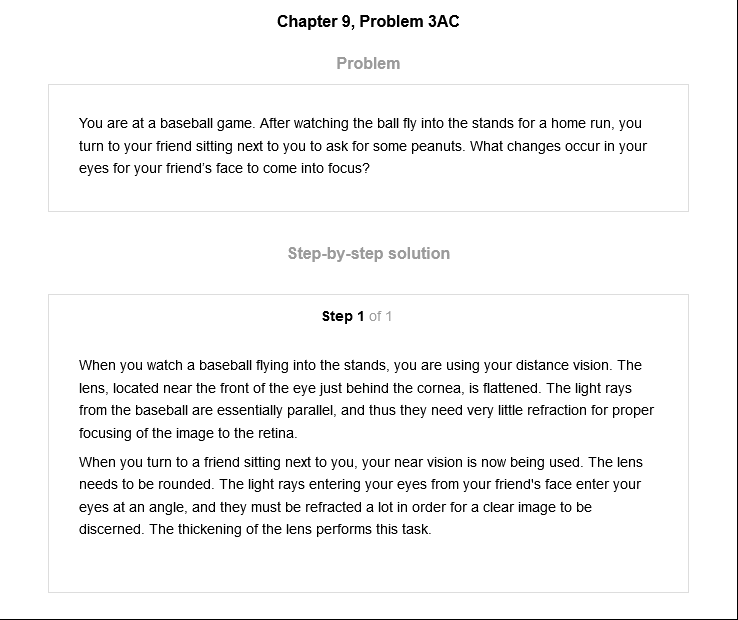 Chapter 9, Problem 3AC
Problem
You are at a baseball game. After watching the ball fly into the stands for a home run, you
turn to your friend sitting next to you to ask for some peanuts. What changes occur in your
eyes for your friend's face to come into focus?
Step-by-step solution
Step 1 of 1
When you watch a baseball flying into the stands, you are using your distance vision. The
lens, located near the front of the eye just behind the cornea, is flattened. The light rays
from the baseball are essentially parallel, and thus they need very little refraction for proper
focusing of the image to the retina.
When you turn to a friend sitting next to you, your near vision is now being used. The lens
needs to be rounded. The light rays entering your eyes from your friend's face enter your
eyes at an angle, and they must be refracted a lot in order for a clear image to be
discerned. The thickening of the lens performs this task.